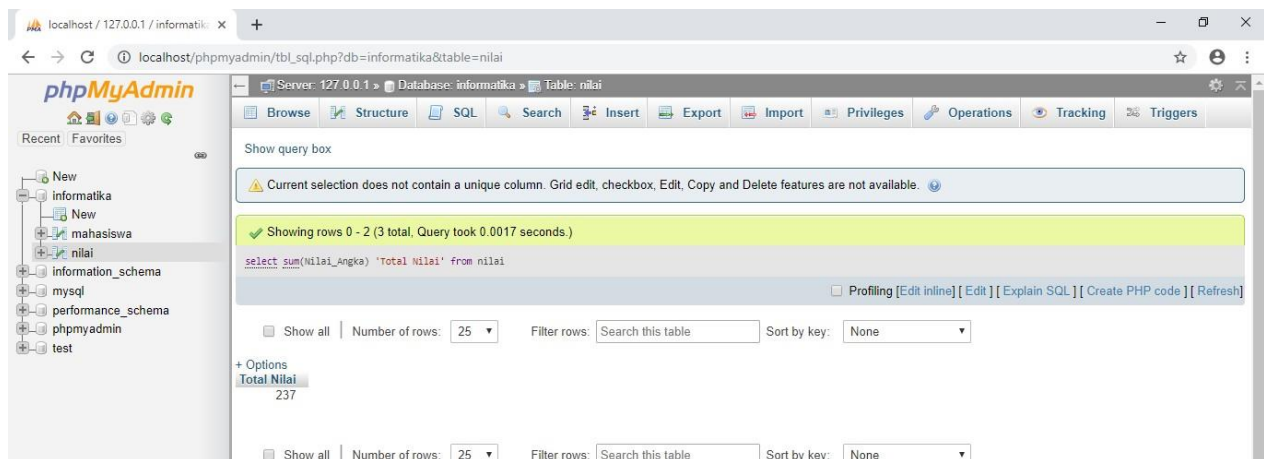 localhost / 127.0.0.1 / informatika
localhost/phpmyadmin/tbl_sql.php?db=informatika&table=nilai
phpMyAdmin
Recent Favorites
New
informatika
New
mahasiswa
nilai
information_schema
mysql
performance_schema
phpmyadmin
test
Server: 127.0.0.1 » Database: informatika » Table: nilai
Browse Structure SQL Search Insert Export Import Privileges Operations Tracking Triggers
Show query box
Current selection does not contain a unique column. Grid edit, checkbox, Edit, Copy and Delete features are not available.
Showing rows 0 - 2 (3 total, Query took 0.0017 seconds.)
select sum(Nilai_Angka) 'Total Nilai' from nilai
Profiling [Edit inline] [ Edit ] [ Explain SQL ] [ Create PHP code ] [ Refresh]
Show all | Number of rows: 25 Filter rows: Search this table Sort by key: None
+ Options
Total Nilai
237
Show all | Number of rows: 25 Filter rows: Search this table Sort by key: None